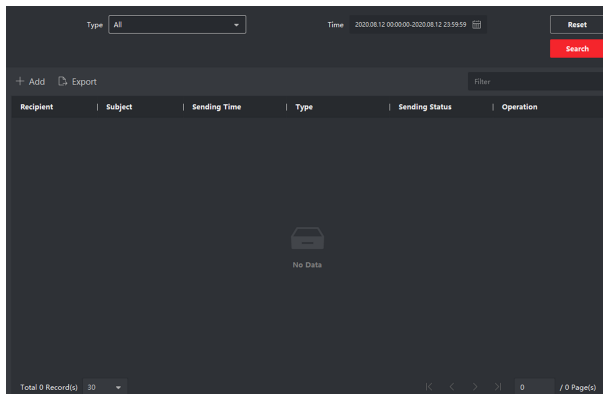 Type All Time 2020.08.12 00:00:00-2020.08.12 23:59:59 Reset
Search
Add Export Filter
Recipient | Subject | Sending Time | Type | Sending Status | Operation
No Data
Total 0 Record(s) 30 0 / 0 Page(s)